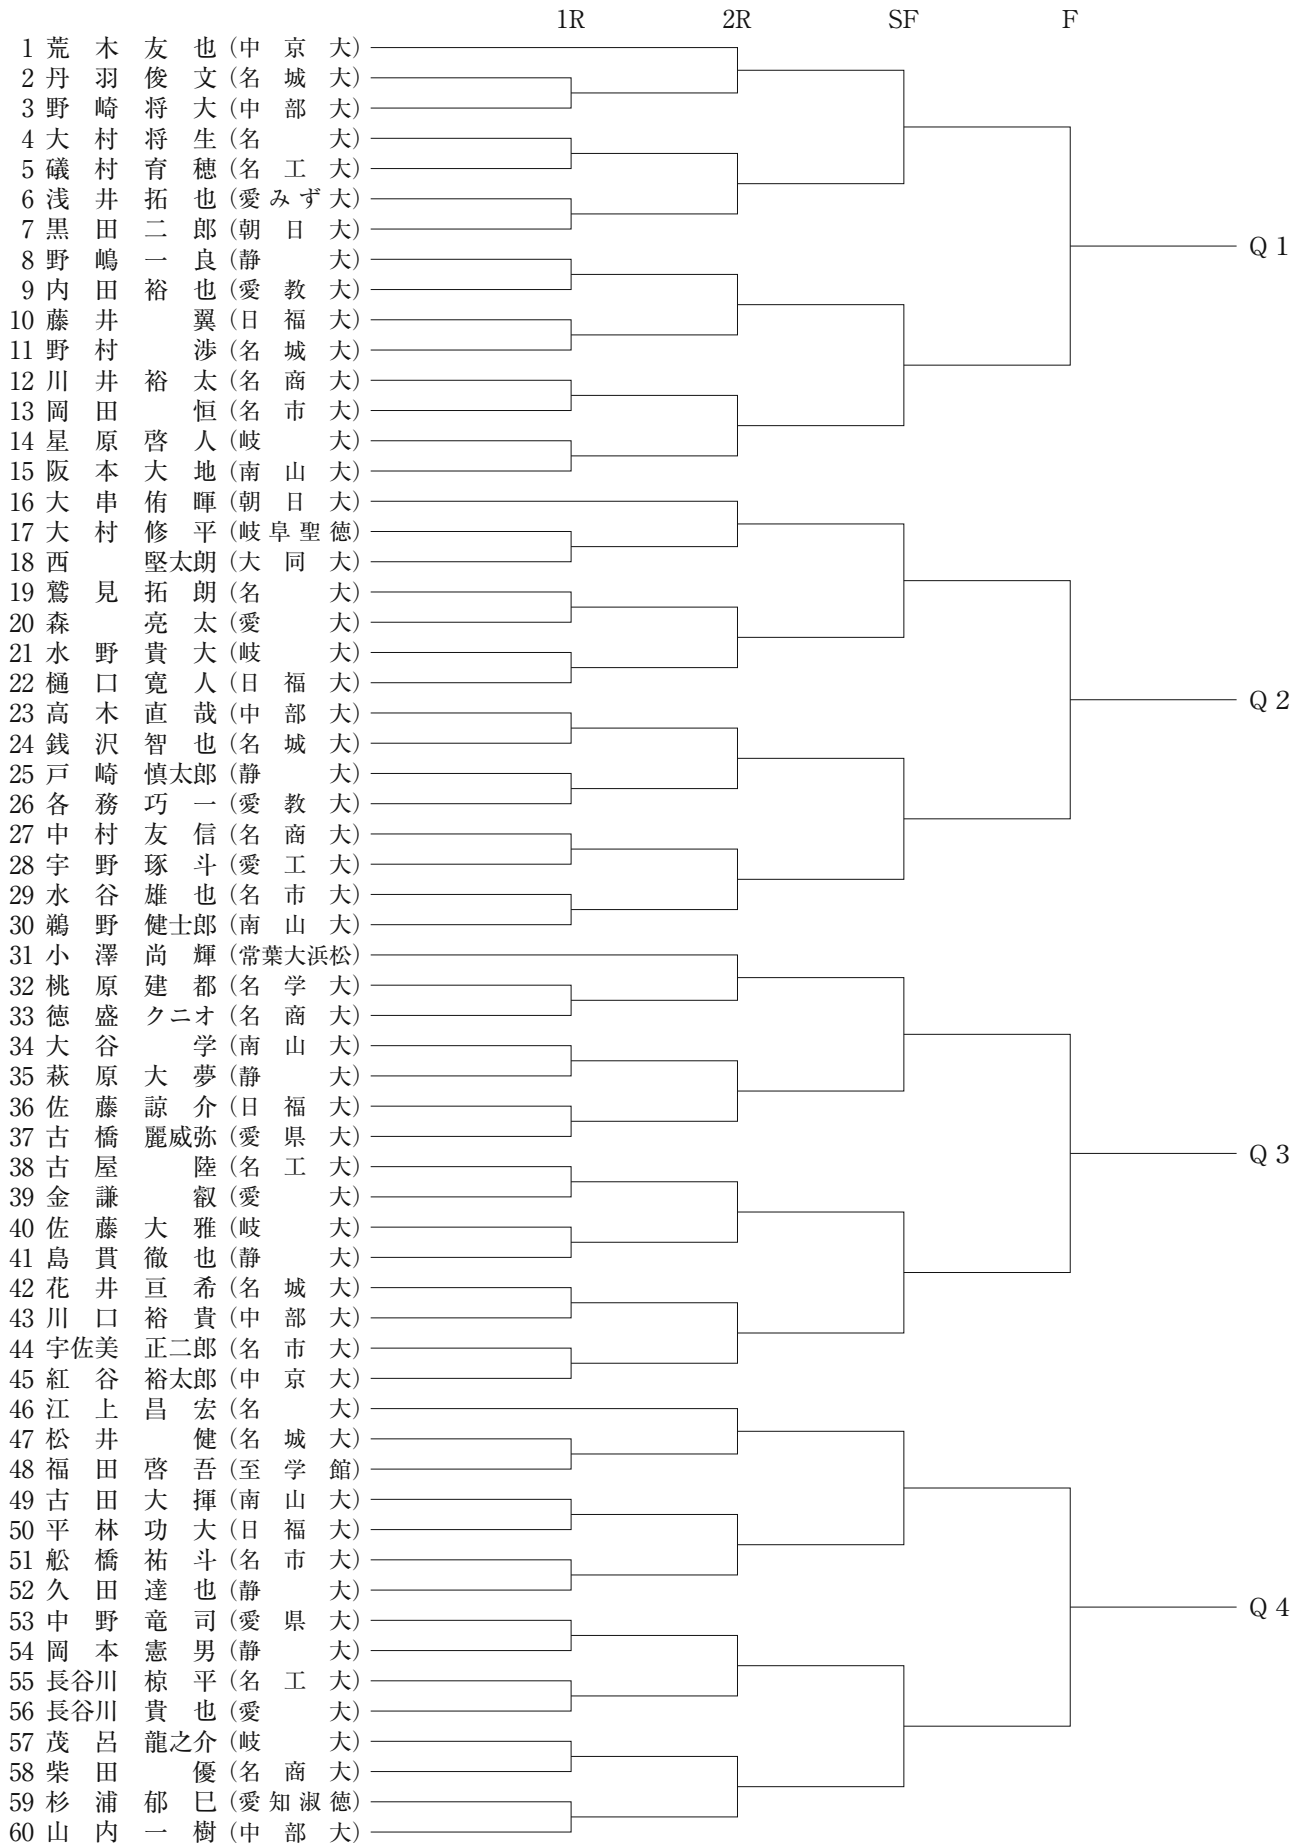 1R 2R SF F
1 荒木友也(中京大)
2 丹羽俊文(名城大)
3 野崎将大(中部大)
4 大村将生(名大)
5 礒村育穂(名工大)
6 浅井拓也(愛みず大)
7 黒田二郎(朝日大)
8 野嶋一良(静大)
9 内田裕也(愛教大)
10 藤井翼(日福大)
11 野村渉(名城大)
12 川井裕太(名商大)
13 岡田恒(名市大)
14 星原啓人(岐大)
15 阪本大地(南山大)
16 大串侑暉(朝日大)
17 大村修平(岐阜聖徳)
18 西堅太朗(大同大)
19 鷲見拓朗(名大)
20 森亮太(愛大)
21 水野貴大(岐大)
22 樋口寛人(日福大)
23 高木直哉(中部大)
24 銭沢智也(名城大)
25 戸崎慎太郎(静大)
26 各務巧一(愛教大)
27 中村友信(名商大)
28 宇野琢斗(愛工大)
29 水谷雄也(名市大)
30 鵜野健士郎(南山大)
31 小澤尚輝(常葉大浜松)
32 桃原建都(名学大)
33 徳盛クニオ(名商大)
34 大谷学(南山大)
35 萩原大夢(静大)
36 佐藤諒介(日福大)
37 古橋麗威弥(愛県大)
38 古屋陸(名工大)
39 金謙叡(愛大)
40 佐藤大雅(岐大)
41 島貫徹也(静大)
42 花井亘希(名城大)
43 川口裕貴(中部大)
44 宇佐美正二郎(名市大)
45 紅谷裕太郎(中京大)
46 江上昌宏(名大)
47 松井健(名城大)
48 福田啓吾(至学館)
49 古田大揮(南山大)
50 平林功大(日福大)
51 舩橋祐斗(名市大)
52 久田達也(静大)
53 中野竜司(愛県大)
54 岡本憲男(静大)
55 長谷川椋平(名工大)
56 長谷川貴也(愛大)
57 茂呂龍之介(岐大)
58 柴田優(名商大)
59 杉浦郁巳(愛知淑徳)
60 山内一樹(中部大)
Q1
Q2
Q3
Q4